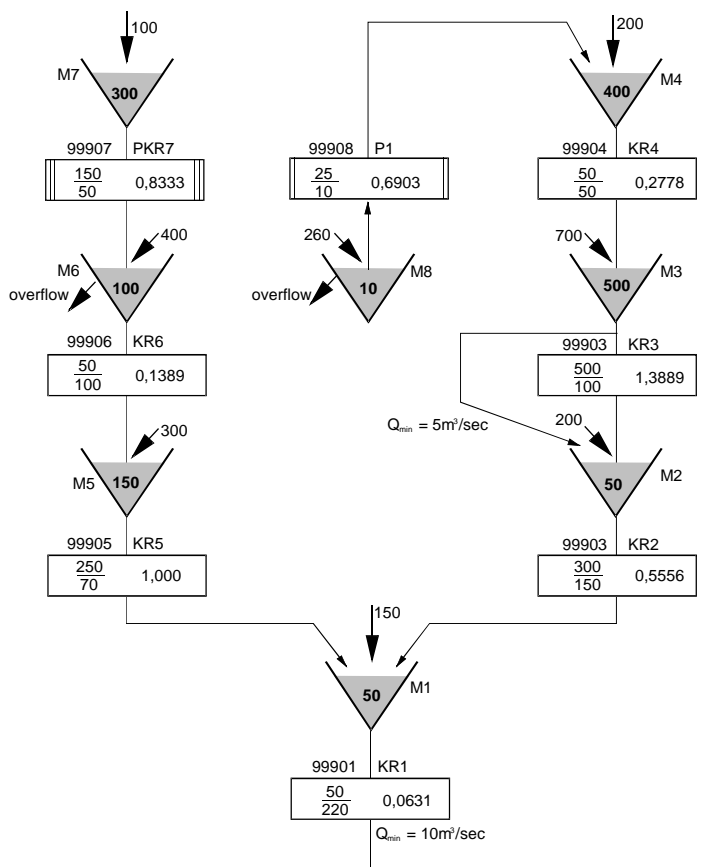 100
M7
300
99907 PKR7
150
50
0,8333
400
M6
100
overflow
99906 KR6
50
100
0,1389
300
M5
150
99905 KR5
250
70
1,000
99908 P1
25
10
0,6903
260
M8
10
overflow
200
M4
400
99904 KR4
50
50
0,2778
700
M3
500
99903 KR3
500
100
1,3889
Qmin = 5m³/sec
200
M2
50
99903 KR2
300
150
0,5556
150
M1
50
99901 KR1
50
220
0,0631
Qmin = 10m³/sec